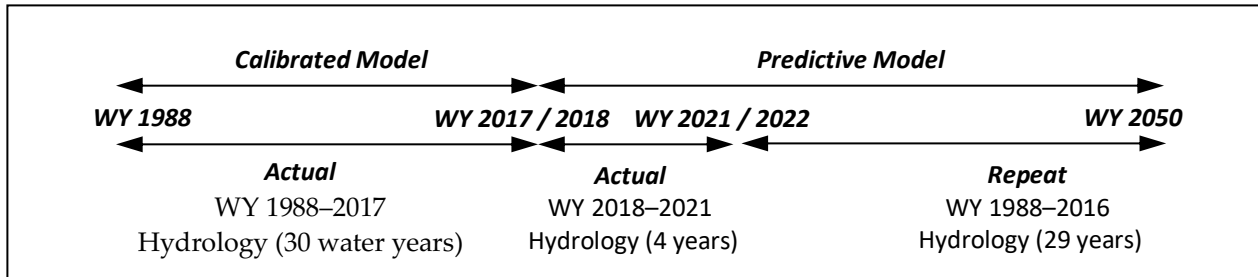 Calibrated Model Predictive Model
WY 1988 WY 2017 / 2018 WY 2021 / 2022 WY 2050
Actual Actual Repeat
WY 1988–2017 WY 2018–2021 WY 1988–2016
Hydrology (30 water years) Hydrology (4 years) Hydrology (29 years)